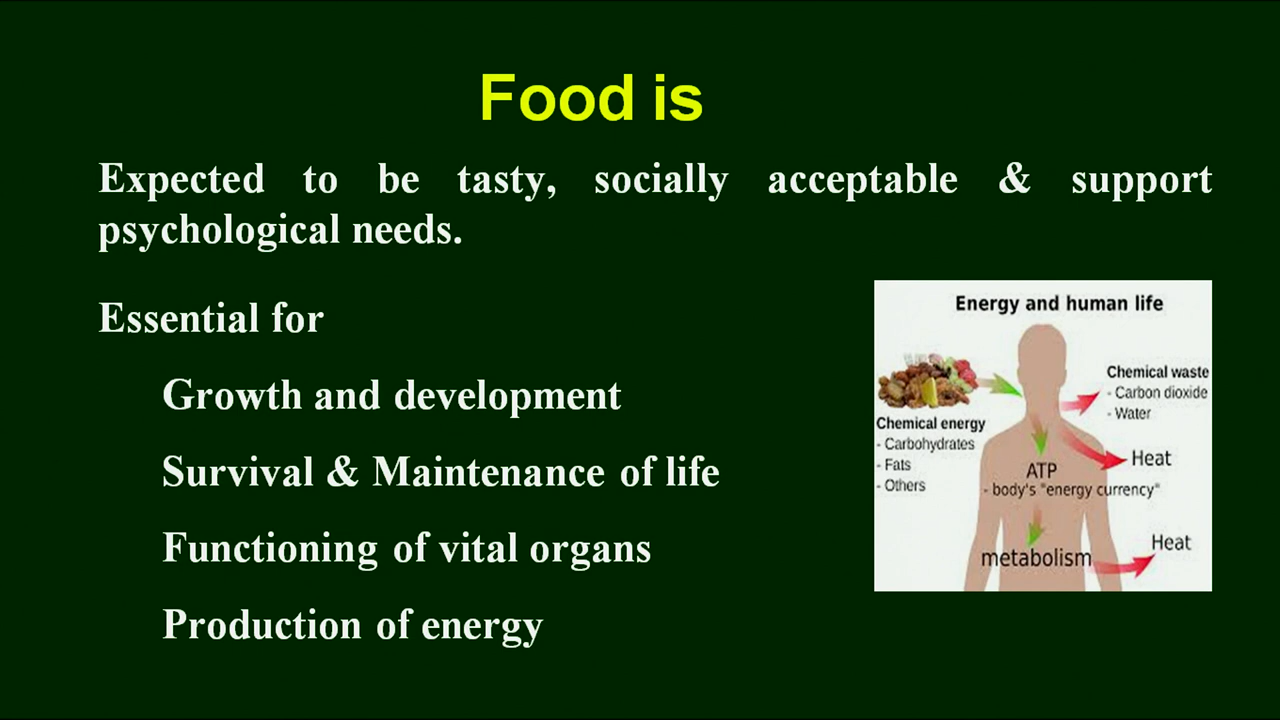 Food is
Expected to be tasty, socially acceptable & support
psychological needs.
Essential for
Growth and development
Survival & Maintenance of life
Functioning of vital organs
Production of energy
Energy and human life
Chemical energy
- Carbohydrates
- Fats
- Others
Chemical waste
- Carbon dioxide
- Water
Heat
ATP
- body's "energy currency"
metabolism
Heat